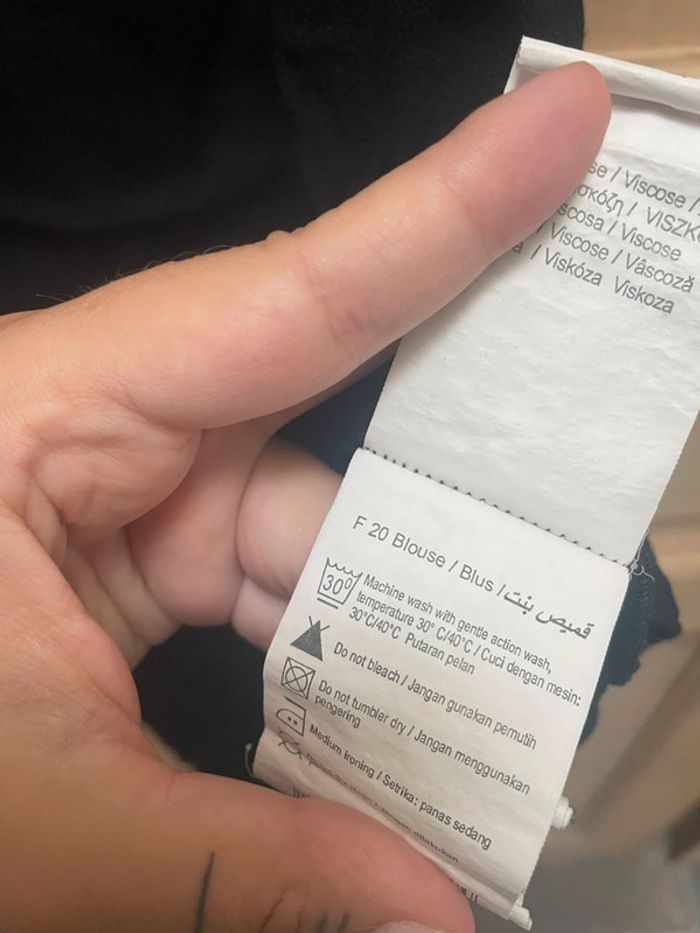 se / Viscose /
σκόζη / VISZK
scosa / Viscose
/ Viscose / Vâscoză
a / Viskóza Viskoza
F 20 Blouse / Blus / قميص بنت
30° Machine wash with gentle action wash,
temperature 30° C/40°C / Cuci dengan mesin:
30°C/40°C Putaran pelan
Do not bleach / Jangan gunakan pemutih
Do not tumbler dry / Jangan menggunakan
pengering
Medium ironing / Setrika: panas sedang